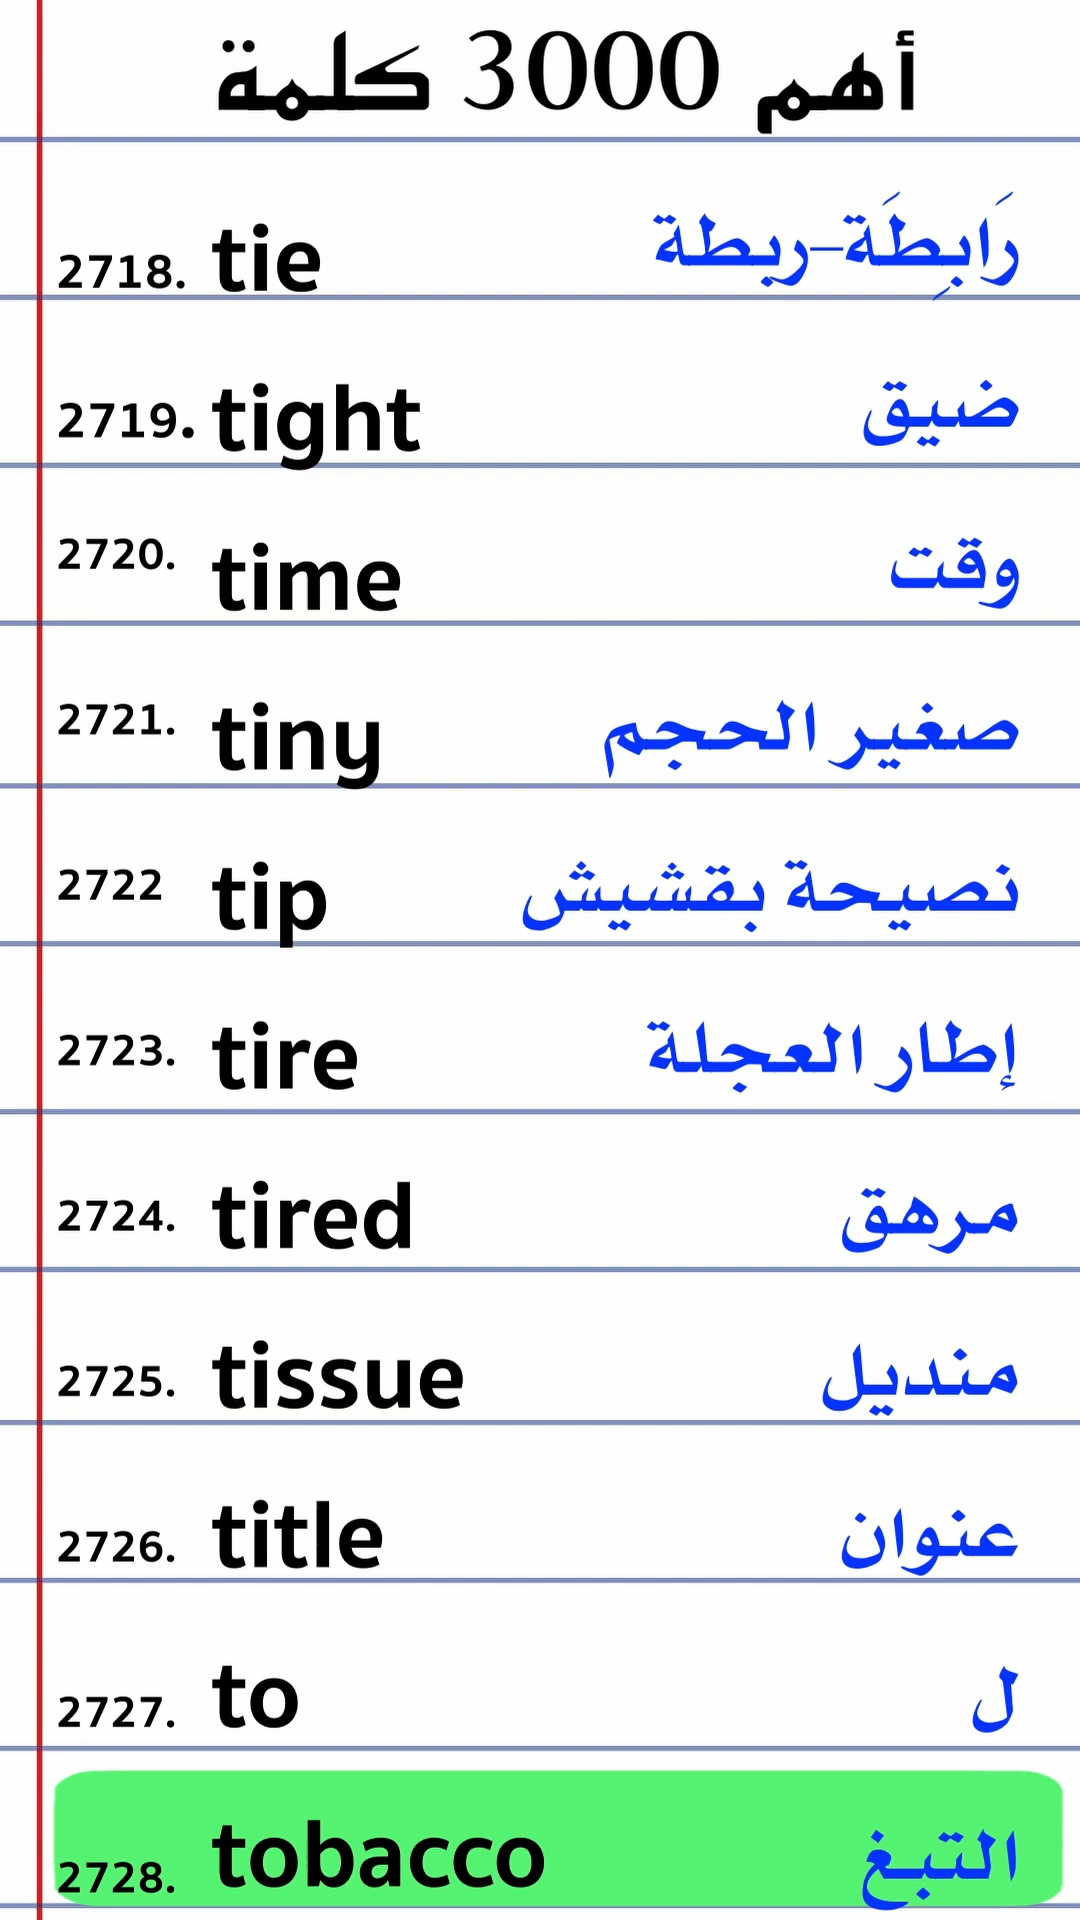 أهم 3000 كلمة
2718. tie رَابِطَة-ربطة
2719. tight ضيق
2720. time وقت
2721. tiny صغير الحجم
2722 tip نصيحة بقشيش
2723. tire إطار العجلة
2724. tired مرهق
2725. tissue منديل
2726. title عنوان
2727. to ل
2728. tobacco التبغ